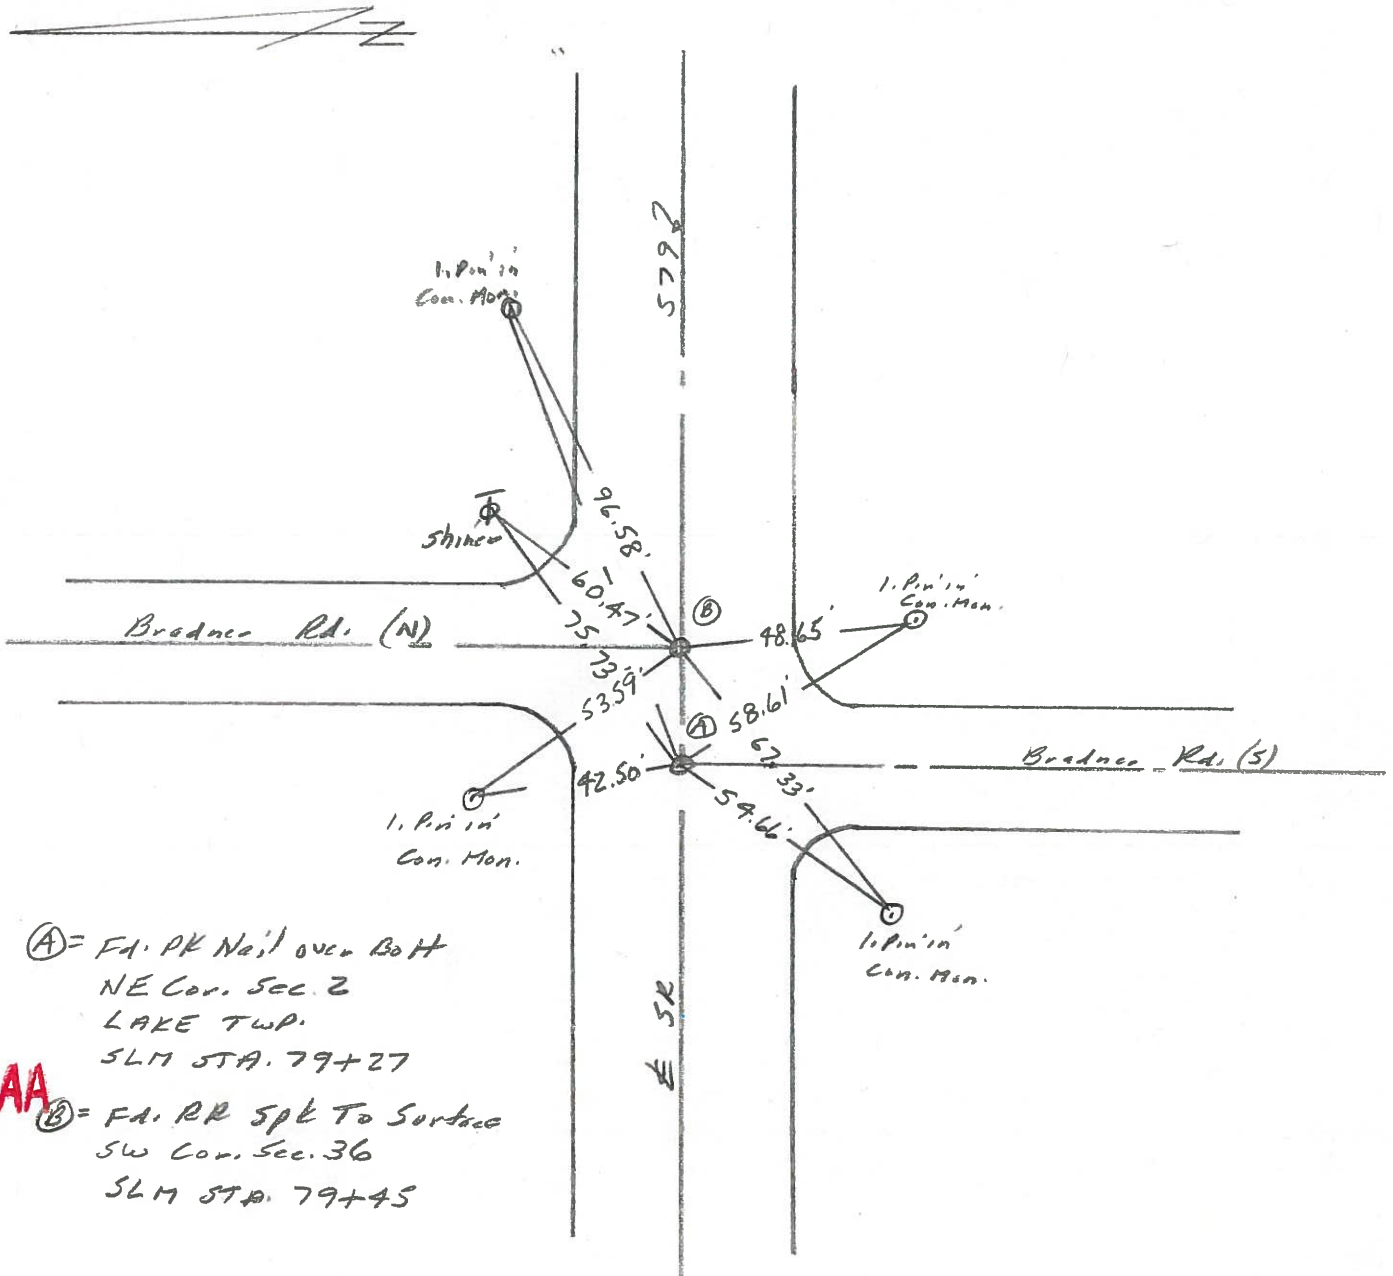 N
1. Pin in
Con. Mon.
5792
96.58'
Shiner
60.47'
75.73'
Ⓑ
48.65'
1. Pin in
Con. Mon.
Bradner Rd. (N)
53.59'
58.61'
Ⓐ
67.33'
42.50'
54.66'
Bradner Rd. (S)
1. Pin in
Con. Mon.
1. Pin in
Con. Mon.
℄ SR
Ⓐ = Fd. PK Nail over Bolt
NE Cor. Sec. 2
LAKE TWP.
SLM STA. 79+27
AA
Ⓑ = Fd. RR Spk To Surface
SW Cor. Sec. 36
SLM STA. 79+45